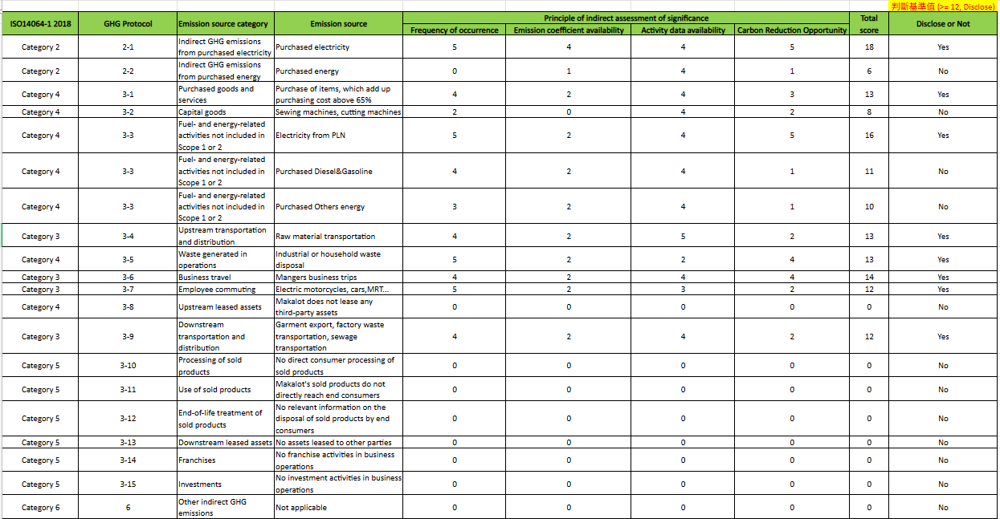 判斷基準值 (>= 12, Disclose)
ISO14064-1 2018 GHG Protocol Emission source category Emission source Principle of indirect assessment of significance Total score Disclose or Not
Frequency of occurrence Emission coefficient availability Activity data availability Carbon Reduction Opportunity
Category 2 2-1 Indirect GHG emissions
from purchased electricity Purchased electricity 5 4 4 5 18 Yes
Category 2 2-2 Indirect GHG emissions
from purchased energy Purchased energy 0 1 4 1 6 No
Category 4 3-1 Purchased goods and
services Purchase of items, which add up
purchasing cost above 65% 4 2 4 3 13 Yes
Category 4 3-2 Capital goods Sewing machines, cutting machines 2 0 4 2 8 No
Category 4 3-3 Fuel- and energy-related
activities not included in
Scope 1 or 2 Electricity from PLN 5 2 4 5 16 Yes
Category 4 3-3 Fuel- and energy-related
activities not included in
Scope 1 or 2 Purchased Diesel&Gasoline 4 2 4 1 11 No
Category 4 3-3 Fuel- and energy-related
activities not included in
Scope 1 or 2 Purchased Others energy 3 2 4 1 10 No
Category 3 3-4 Upstream transportation
and distribution Raw material transportation 4 2 5 2 13 Yes
Category 4 3-5 Waste generated in
operations Industrial or household waste
disposal 5 2 2 4 13 Yes
Category 3 3-6 Business travel Mangers business trips 4 2 4 4 14 Yes
Category 3 3-7 Employee commuting Electric motorcycles, cars,MRT... 5 2 3 2 12 Yes
Category 4 3-8 Upstream leased assets Makalot does not lease any
third-party assets 0 0 0 0 0 No
Category 3 3-9 Downstream
transportation and
distribution Garment export, factory waste
transportation, sewage
transportation 4 2 4 2 12 Yes
Category 5 3-10 Processing of sold
products No direct consumer processing of
sold products 0 0 0 0 0 No
Category 5 3-11 Use of sold products Makalot's sold products do not
directly reach end consumers 0 0 0 0 0 No
Category 5 3-12 End-of-life treatment of
sold products No relevant information on the
disposal of sold products by end
consumers 0 0 0 0 0 No
Category 5 3-13 Downstream leased assets No assets leased to other parties 0 0 0 0 0 No
Category 5 3-14 Franchises No franchise activities in business
operations 0 0 0 0 0 No
Category 5 3-15 Investments No investment activities in business
operations 0 0 0 0 0 No
Category 6 6 Other indirect GHG
emissions Not applicable 0 0 0 0 0 No